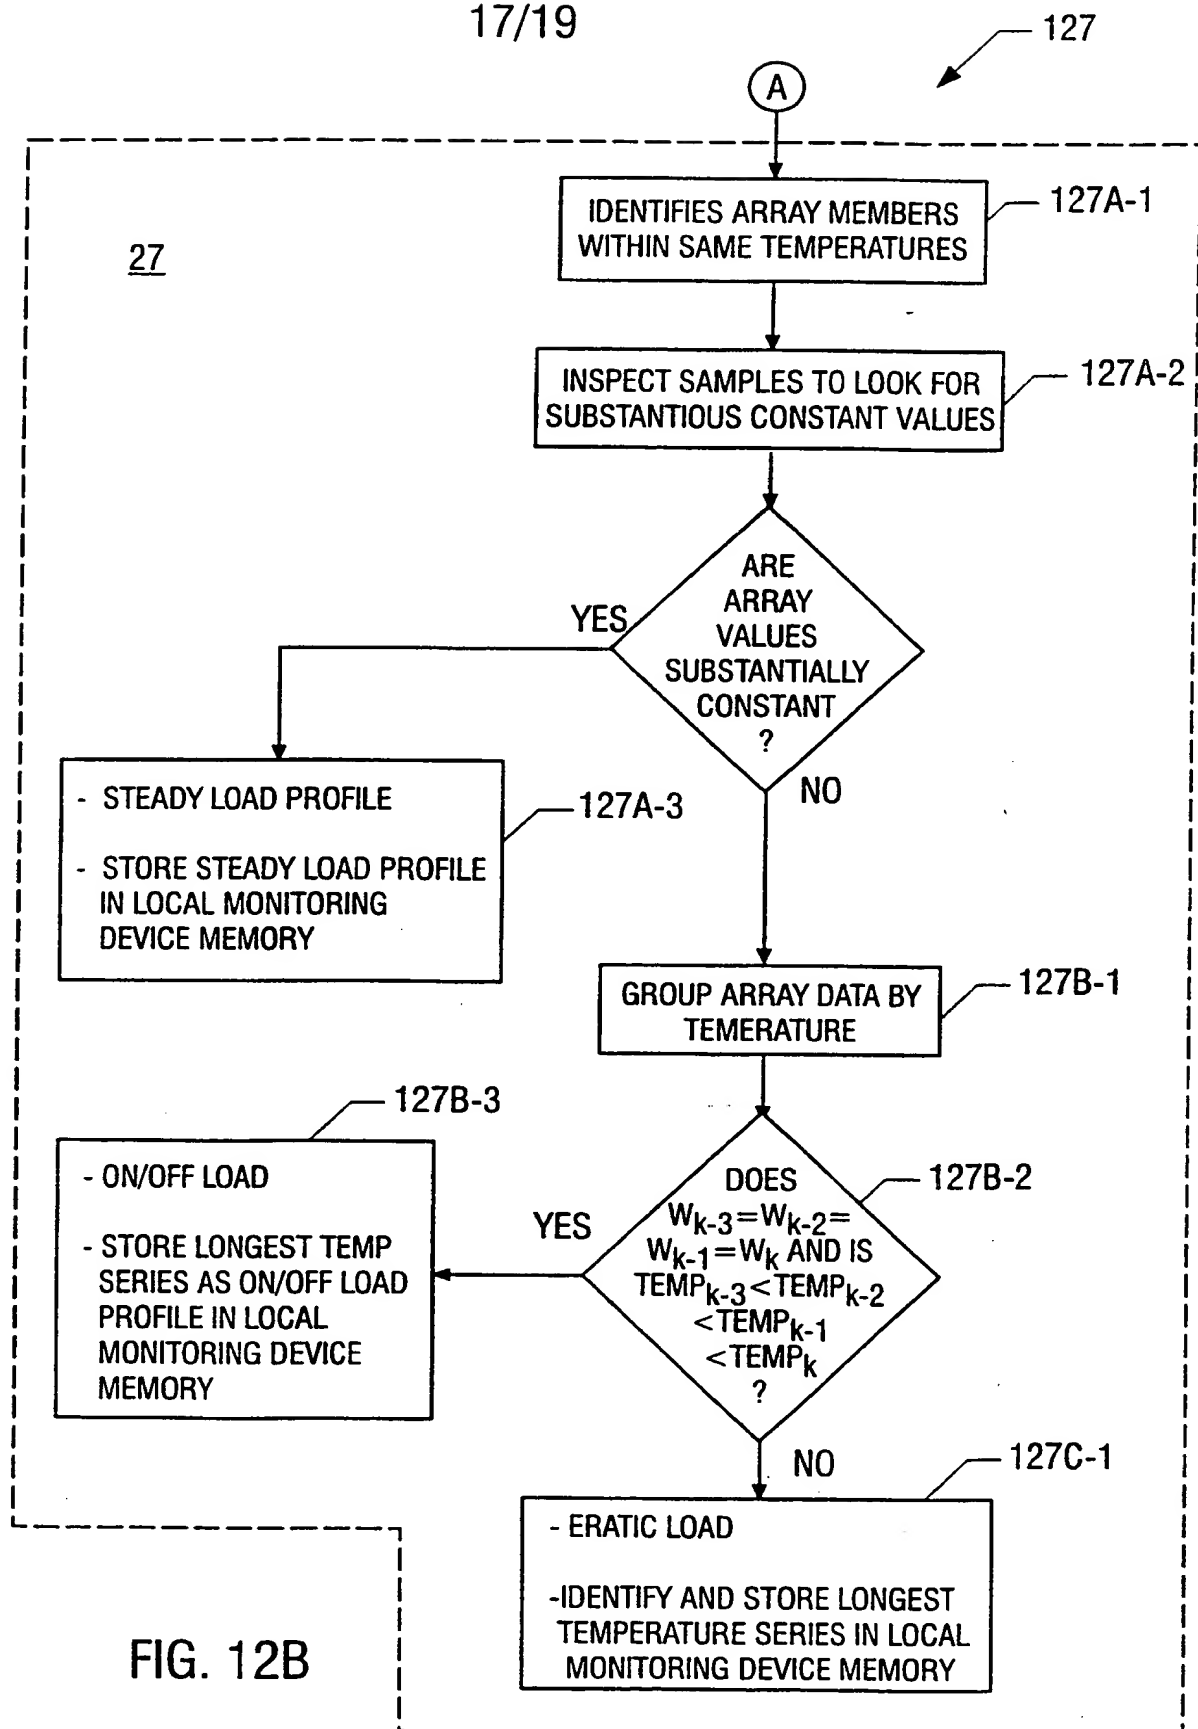 17/19
127
A
27
IDENTIFIES ARRAY MEMBERS
WITHIN SAME TEMPERATURES
127A-1
INSPECT SAMPLES TO LOOK FOR
SUBSTANTIOUS CONSTANT VALUES
127A-2
ARE
ARRAY
VALUES
SUBSTANTIALLY
CONSTANT
?
YES
NO
- STEADY LOAD PROFILE
- STORE STEADY LOAD PROFILE
IN LOCAL MONITORING
DEVICE MEMORY
127A-3
GROUP ARRAY DATA BY
TEMERATURE
127B-1
127B-3
- ON/OFF LOAD
- STORE LONGEST TEMP
SERIES AS ON/OFF LOAD
PROFILE IN LOCAL
MONITORING DEVICE
MEMORY
YES
DOES
Wk-3=Wk-2=
Wk-1=Wk AND IS
TEMPk-3<TEMPk-2
<TEMPk-1
<TEMPk
?
127B-2
NO
127C-1
- ERATIC LOAD
-IDENTIFY AND STORE LONGEST
TEMPERATURE SERIES IN LOCAL
MONITORING DEVICE MEMORY
FIG. 12B